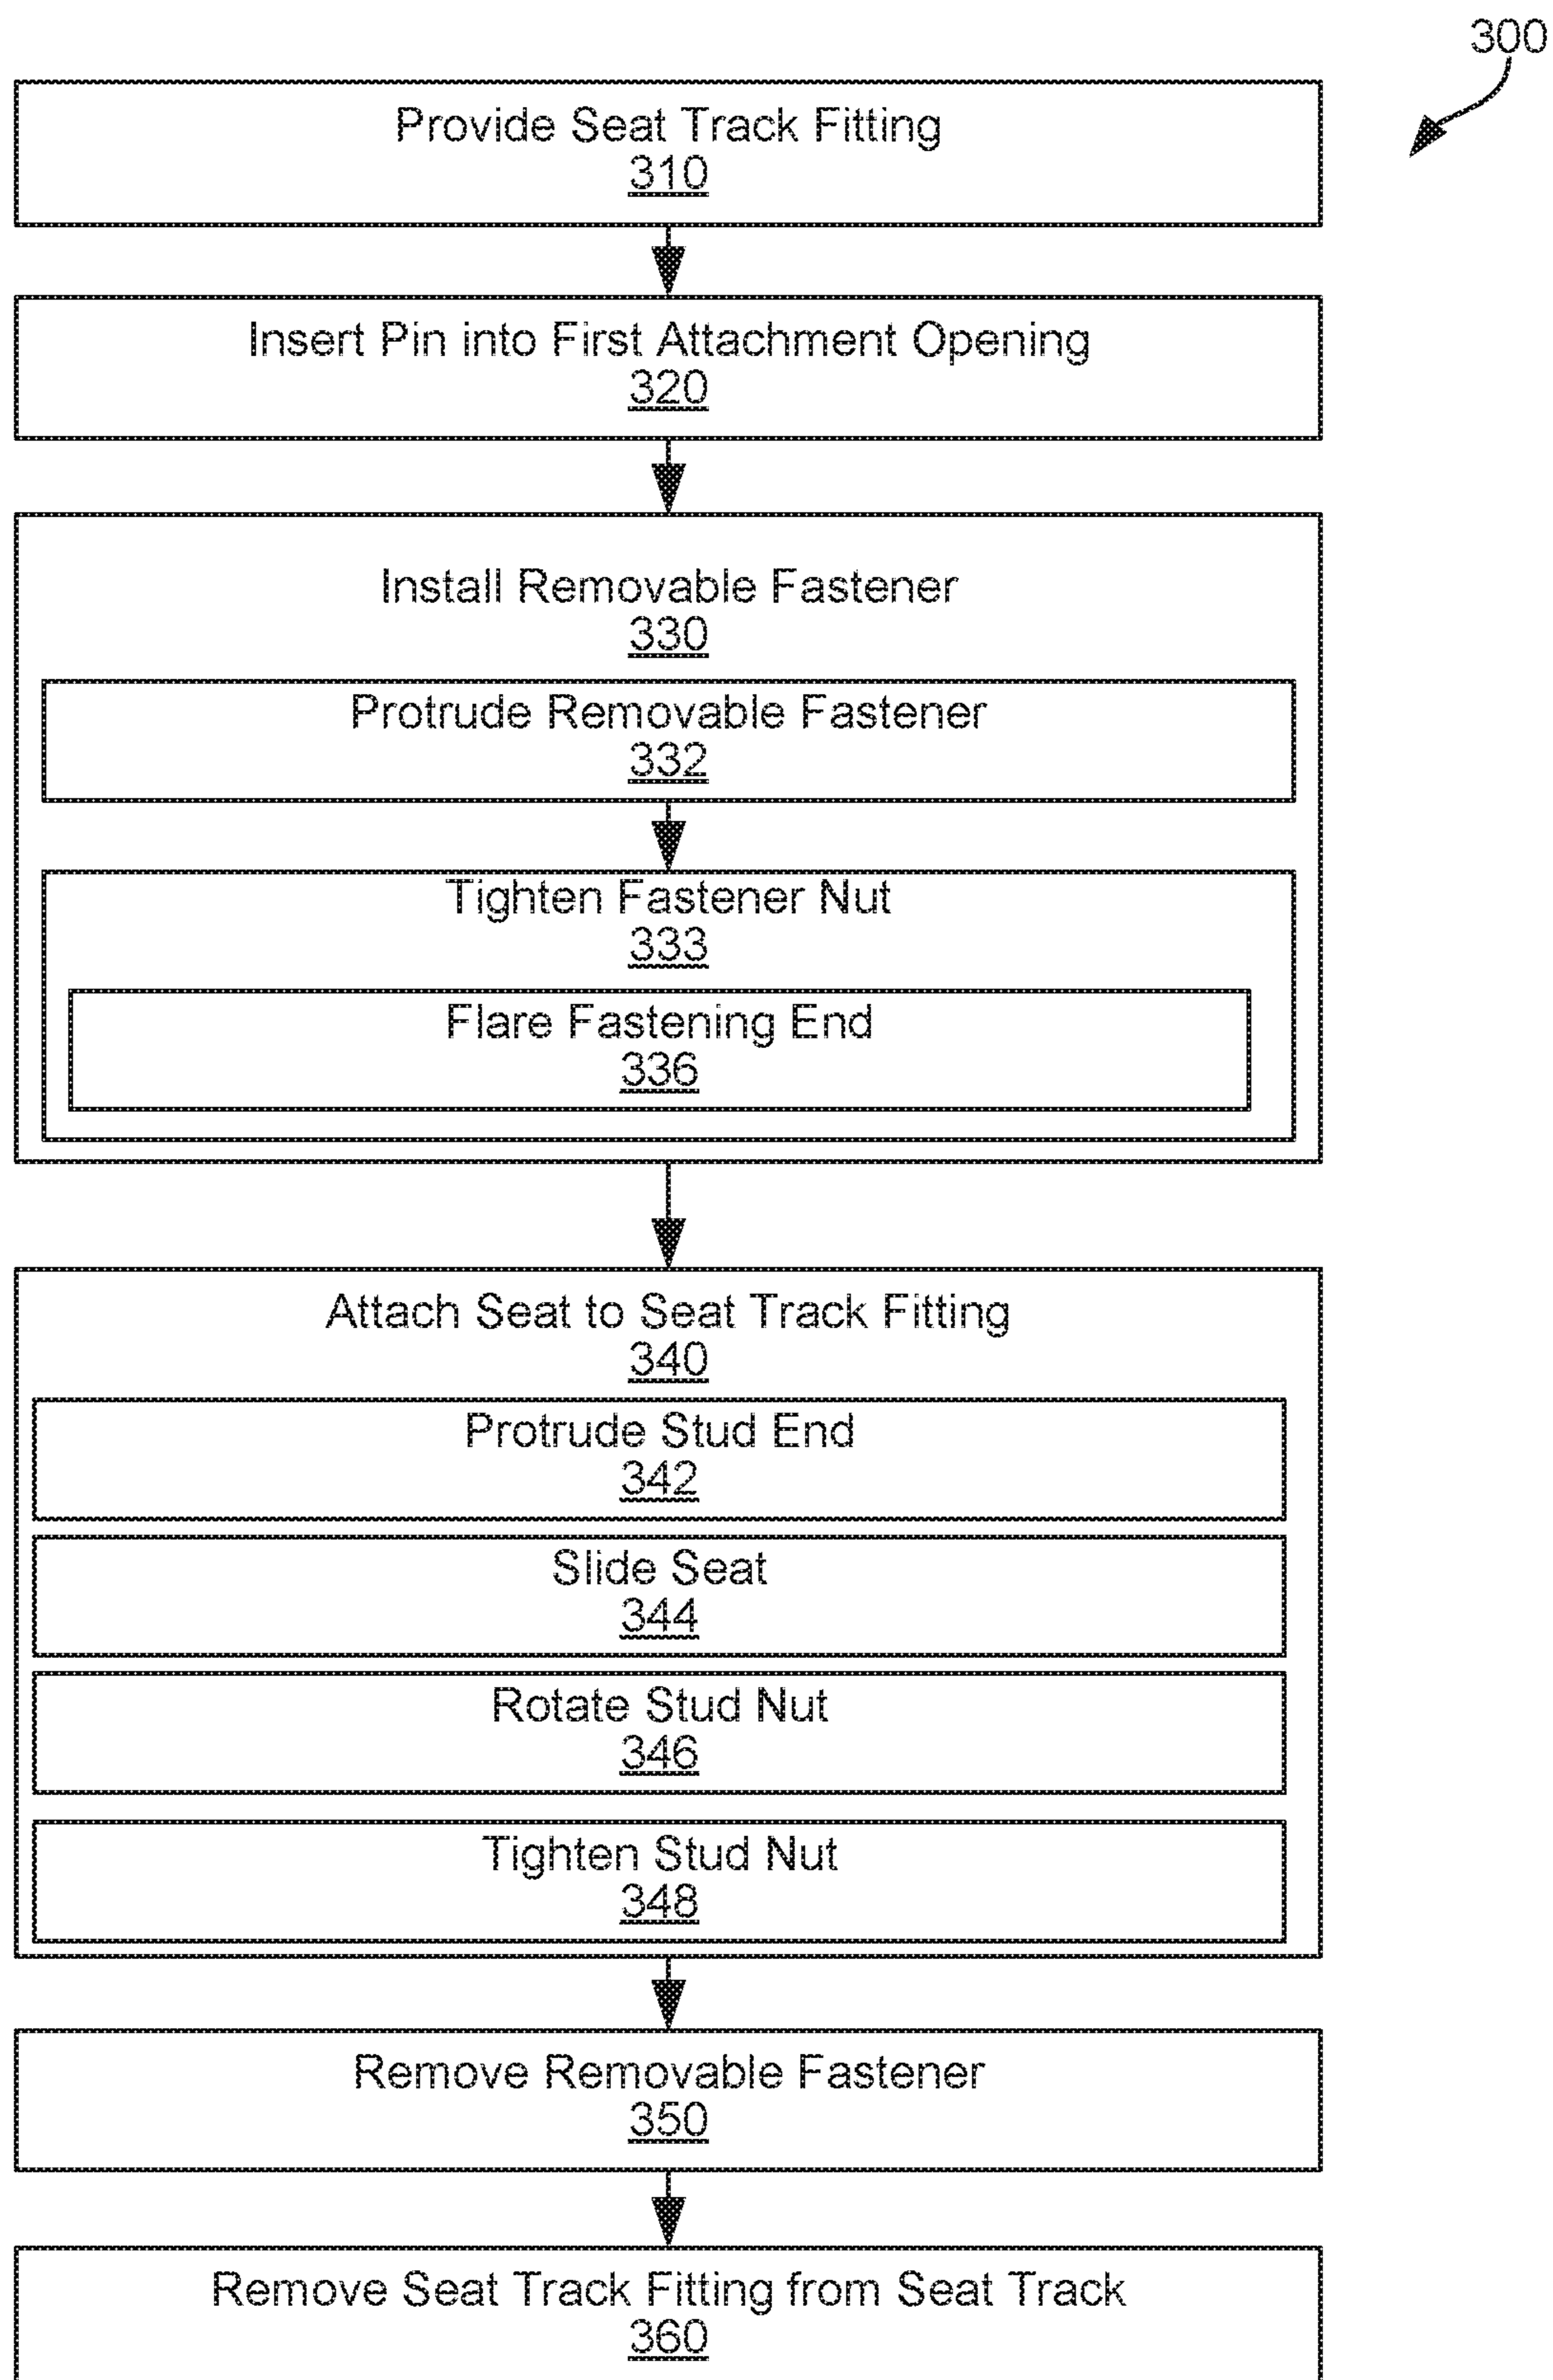 300
Provide Seat Track Fitting
310
Insert Pin into First Attachment Opening
320
Install Removable Fastener
330
Protrude Removable Fastener
332
Tighten Fastener Nut
333
Flare Fastening End
336
Attach Seat to Seat Track Fitting
340
Protrude Stud End
342
Slide Seat
344
Rotate Stud Nut
346
Tighten Stud Nut
348
Remove Removable Fastener
350
Remove Seat Track Fitting from Seat Track
360